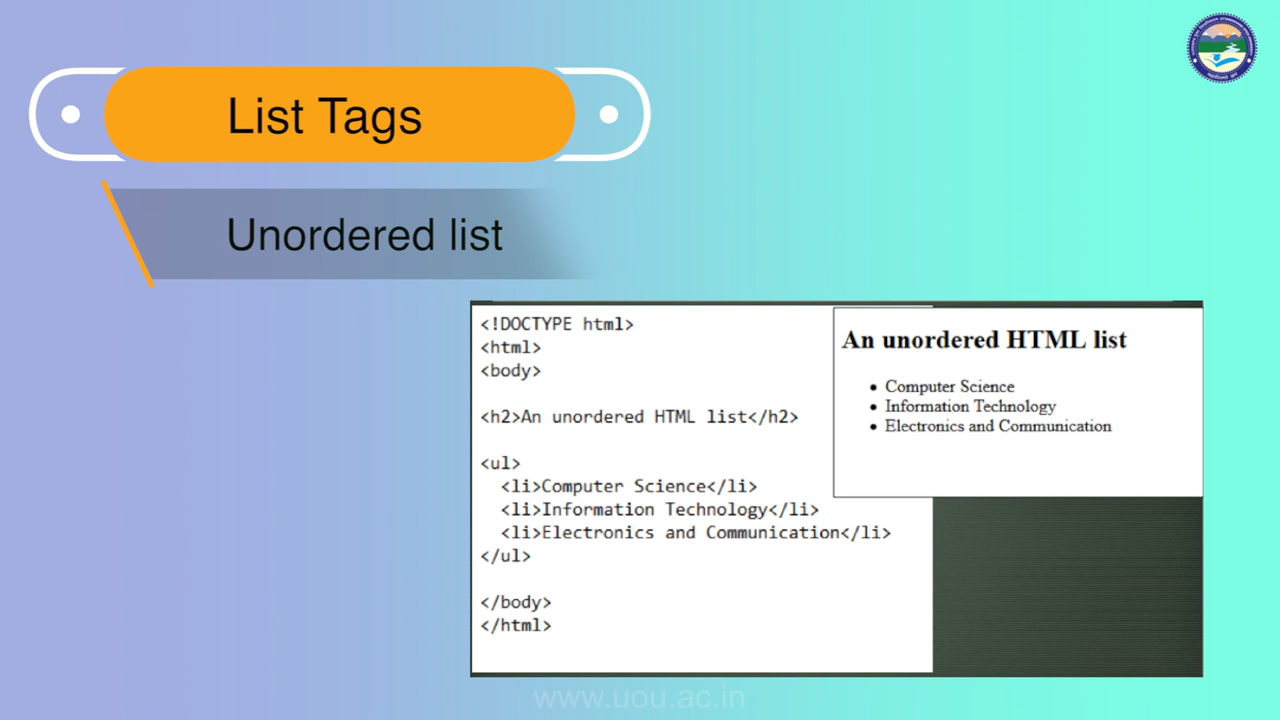 List Tags
Unordered list
<!DOCTYPE html>
<html>
<body>
<h2>An unordered HTML list</h2>
<ul>
<li>Computer Science</li>
<li>Information Technology</li>
<li>Electronics and Communication</li>
</ul>
</body>
</html>
An unordered HTML list
• Computer Science
• Information Technology
• Electronics and Communication
www.uou.ac.in